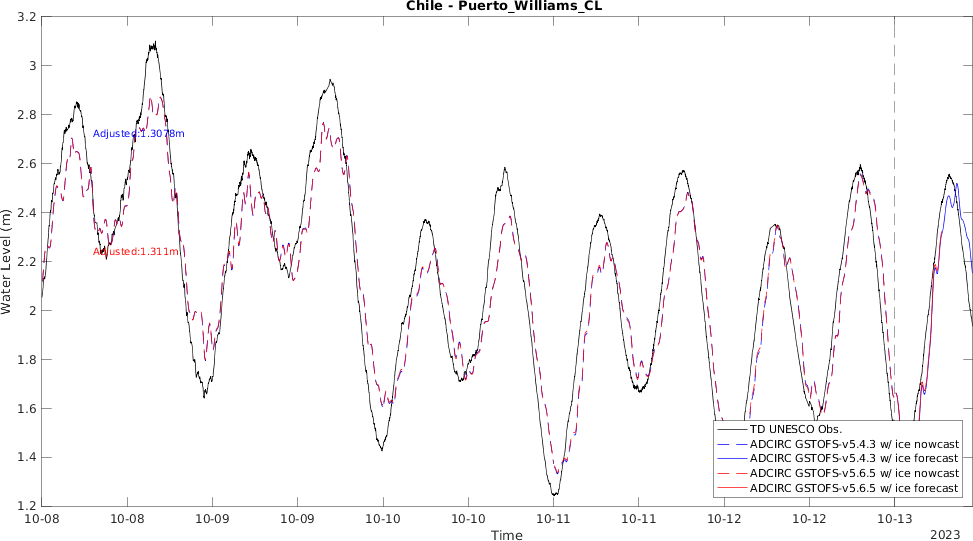 Chile - Puerto_Williams_CL
3.2
3
2.8
2.6
2.4
2.2
2
1.8
1.6
1.4
1.2
Water Level (m)
Adjusted:1.3078m
Adjusted:1.311m
TD UNESCO Obs.
ADCIRC GSTOFS-v5.4.3 w/ ice nowcast
ADCIRC GSTOFS-v5.4.3 w/ ice forecast
ADCIRC GSTOFS-v5.6.5 w/ ice nowcast
ADCIRC GSTOFS-v5.6.5 w/ ice forecast
10-08 10-08 10-09 10-09 10-10 10-10 10-11 10-11 10-12 10-12 10-13
Time
2023